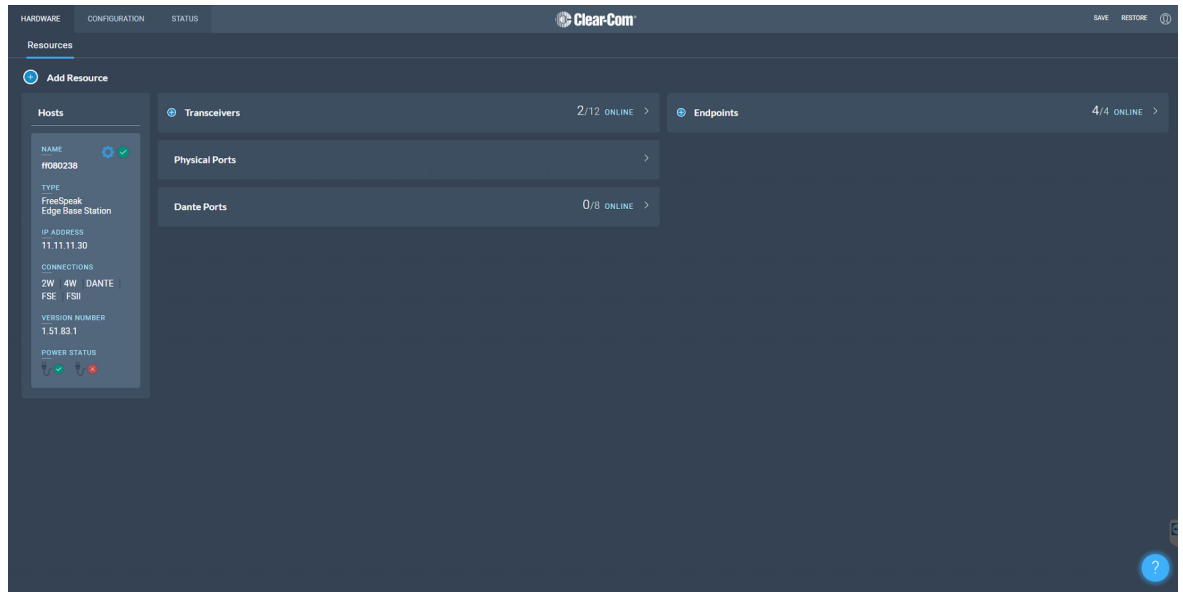 HARDWARE CONFIGURATION STATUS Clear-Com SAVE RESTORE
Resources
Add Resource
Hosts
NAME
ff080238
TYPE
FreeSpeak
Edge Base Station
IP ADDRESS
11.11.11.30
CONNECTIONS
2W 4W DANTE
FSE FSII
VERSION NUMBER
1.51.83.1
POWER STATUS
Transceivers 2/12 ONLINE >
Physical Ports >
Dante Ports 0/8 ONLINE >
Endpoints 4/4 ONLINE >
?